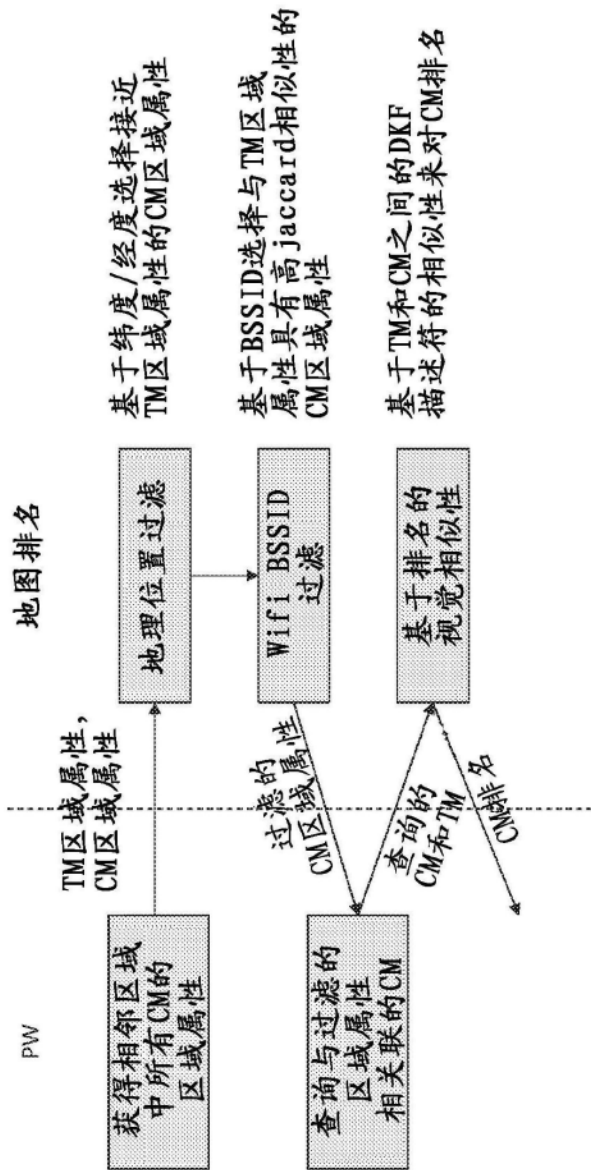 PW
地图排名
获得相邻区域
中所有CM的
区域属性
TM区域属性,
CM区域属性
地理位置过滤
基于纬度/经度选择接近
TM区域属性的CM区域属性
Wifi BSSID
过滤
基于BSSID选择与TM区域
属性具有高jaccard相似性的
CM区域属性
过滤的
CM区域属性
查询与过滤的
区域属性
相关联的CM
查询的
CM和TM
基于排名的
视觉相似性
基于TM和CM之间的DKF
描述符的相似性来对CM排名
CM排名